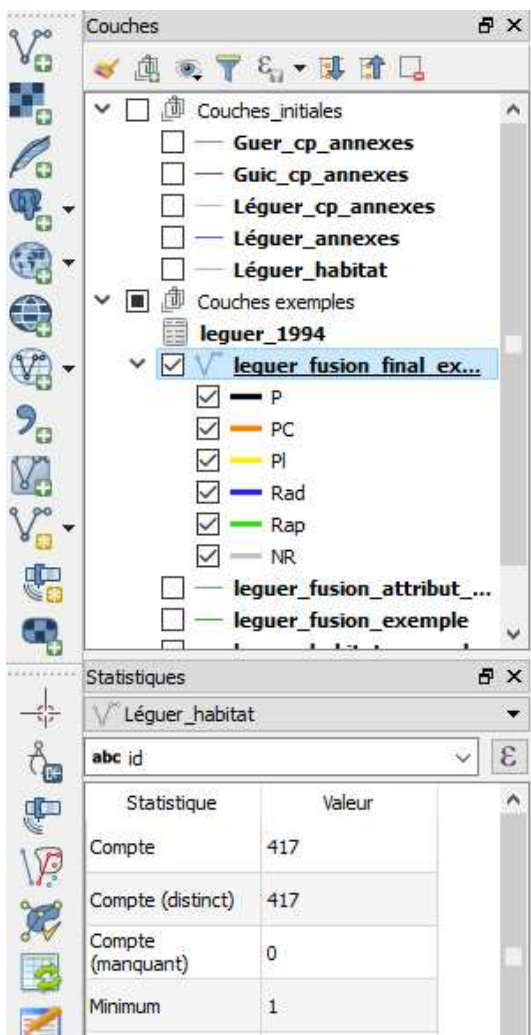 Couches
Couches_initiales
Guer_cp_annexes
Guic_cp_annexes
Léguer_cp_annexes
Léguer_annexes
Léguer_habitat
Couches exemples
leguer_1994
leguer_fusion_final_ex...
P
PC
Pl
Rad
Rap
NR
leguer_fusion_attribut_...
leguer_fusion_exemple
Statistiques
Léguer_habitat
abc id ε
Statistique Valeur
Compte 417
Compte (distinct) 417
Compte
(manquant) 0
Minimum 1